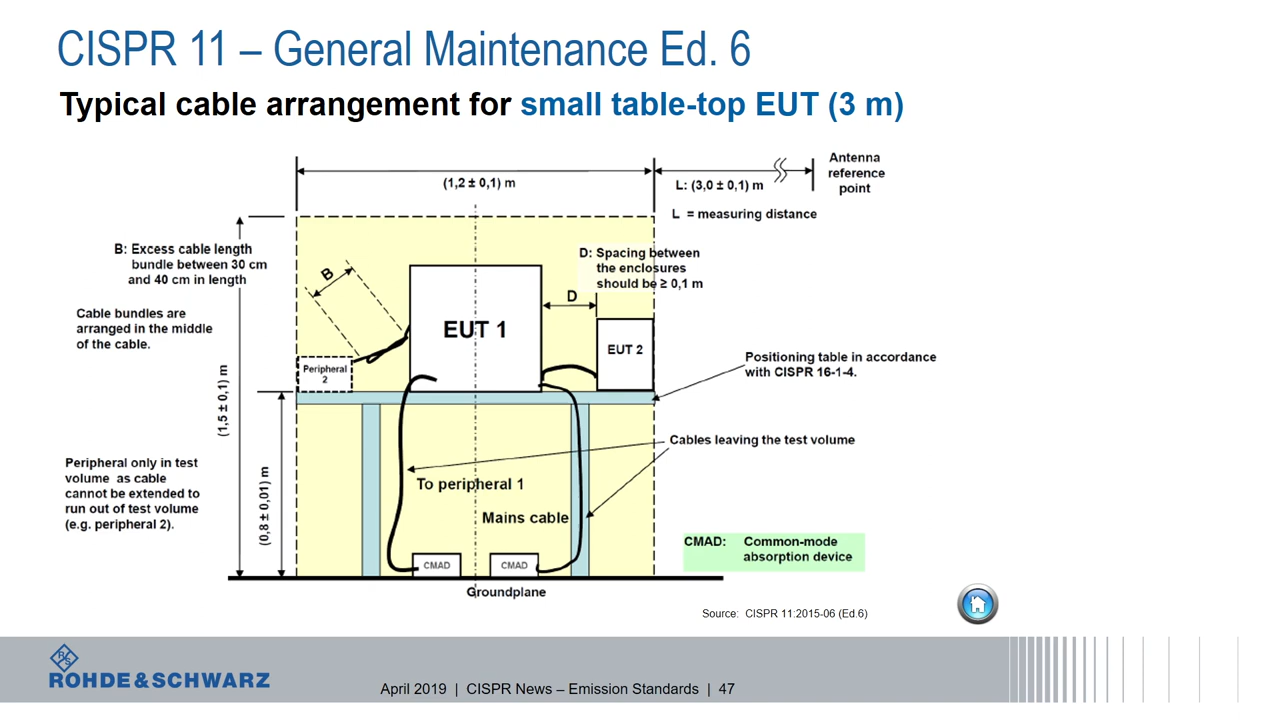 CISPR 11 – General Maintenance Ed. 6
Typical cable arrangement for small table-top EUT (3 m)
Antenna
reference
point
(1,2 ± 0,1) m
L: (3,0 ± 0,1) m
L = measuring distance
B: Excess cable length
bundle between 30 cm
and 40 cm in length
D: Spacing between
the enclosures
should be ≥ 0,1 m
B
D
Cable bundles are
arranged in the middle
of the cable.
EUT 1
EUT 2
Peripheral
2
Positioning table in accordance
with CISPR 16-1-4.
(1,5 ± 0,1) m
Cables leaving the test volume
Peripheral only in test
volume as cable
cannot be extended to
run out of test volume
(e.g. peripheral 2).
(0,8 ± 0,01) m
To peripheral 1
Mains cable
CMAD: Common-mode
absorption device
CMAD
CMAD
Groundplane
Source: CISPR 11:2015-06 (Ed.6)
R&S
ROHDE & SCHWARZ
April 2019 | CISPR News – Emission Standards | 47